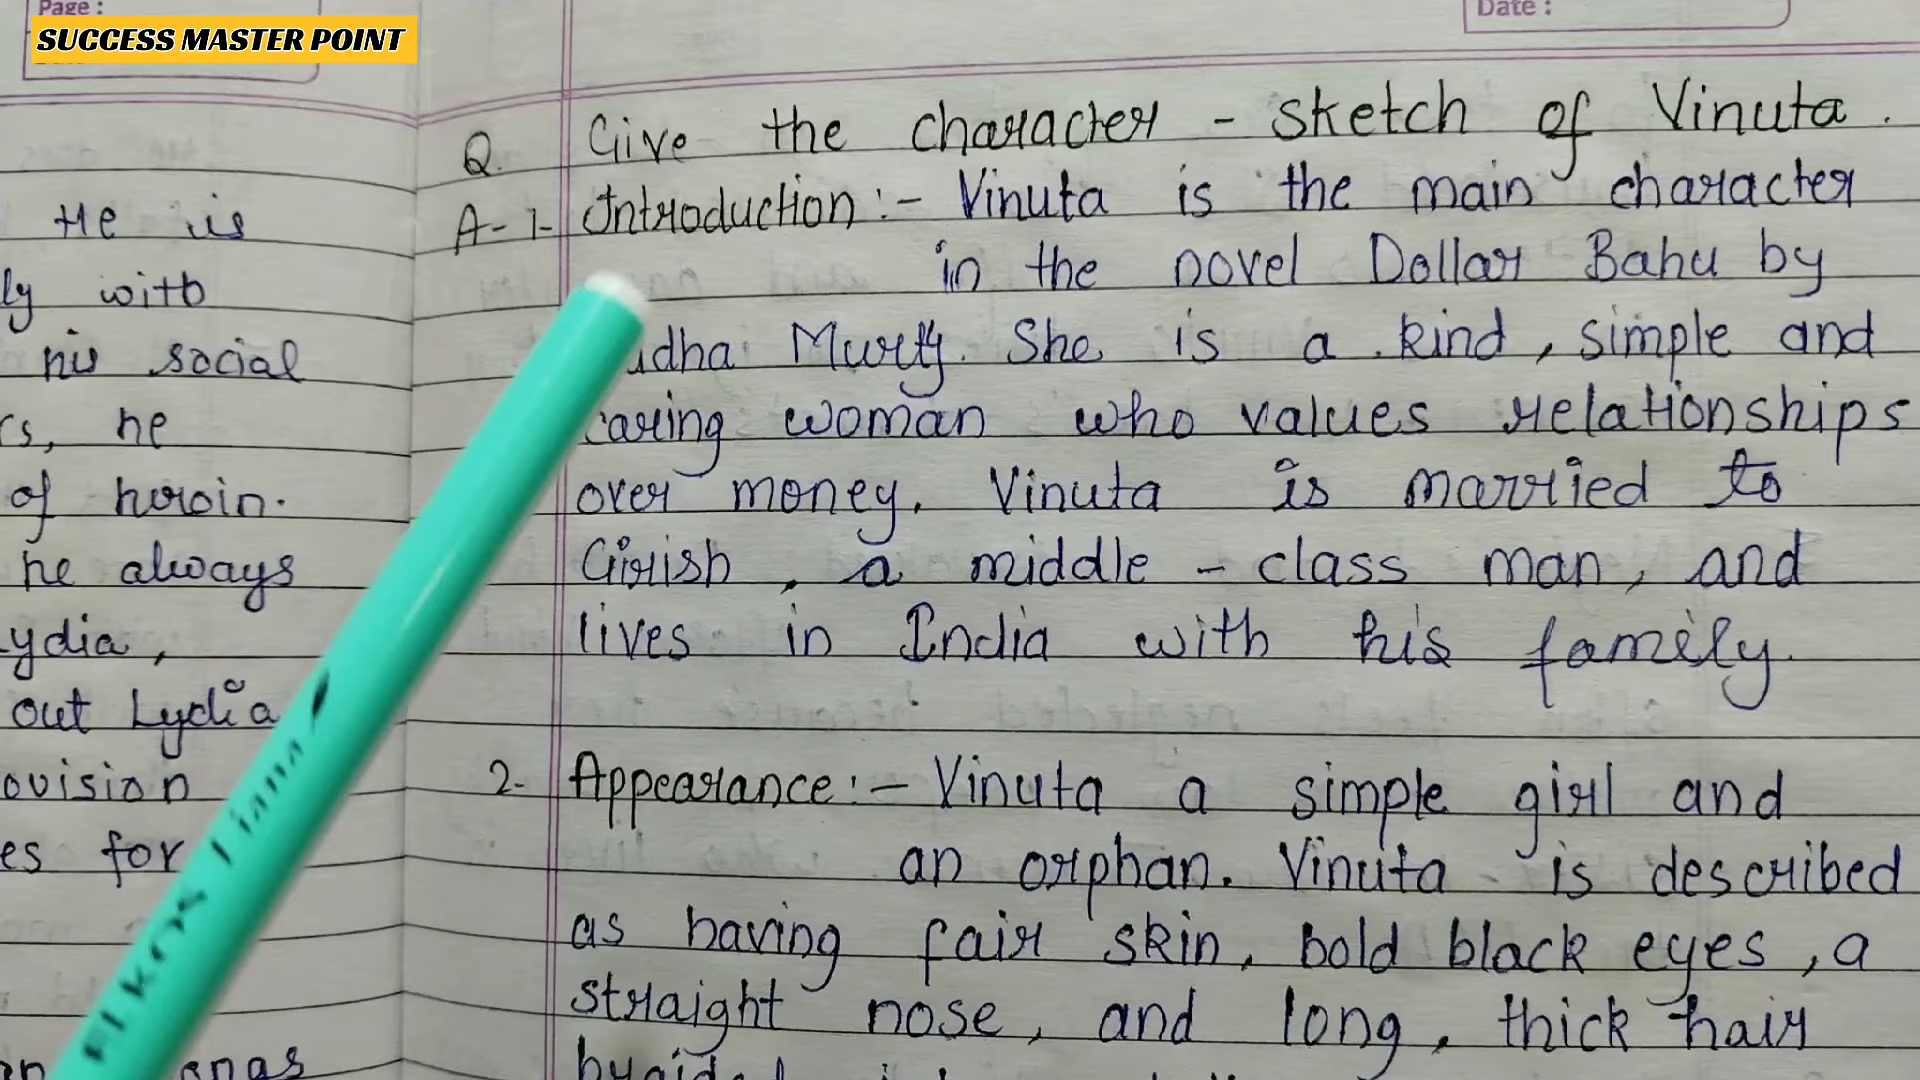 Page :
Date :
SUCCESS MASTER POINT
He is
ly with
his social
rs, he
of heroin.
he always
ydia,
out Lydia
ovision
es for
Q. Give the character - sketch of Vinuta.
A- 1- Introduction :- Vinuta is the main character
in the novel Dollar Bahu by
udha Murty. She is a kind, simple and
caring woman who values relationships
over money. Vinuta is married to
Girish, a middle - class man, and
lives in India with his family.
2- Appearance :- Vinuta a simple girl and
an orphan. Vinuta is described
as having fair skin, bold black eyes, a
straight nose, and long, thick hair